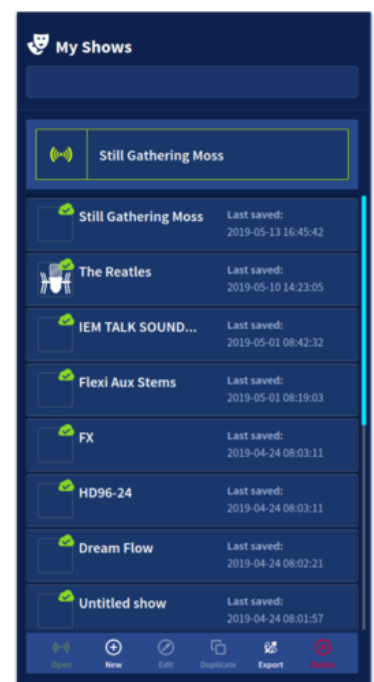 My Shows
Still Gathering Moss
Still Gathering Moss
Last saved:
2019-05-13 16:45:42
The Reatles
Last saved:
2019-05-10 14:23:05
IEM TALK SOUND...
Last saved:
2019-05-01 08:42:32
Flexi Aux Stems
Last saved:
2019-05-01 08:19:03
FX
Last saved:
2019-04-24 08:03:11
HD96-24
Last saved:
2019-04-24 08:03:11
Dream Flow
Last saved:
2019-04-24 08:02:21
Untitled show
Last saved:
2019-04-24 08:01:57
Open New Edit Duplicate Export Delete